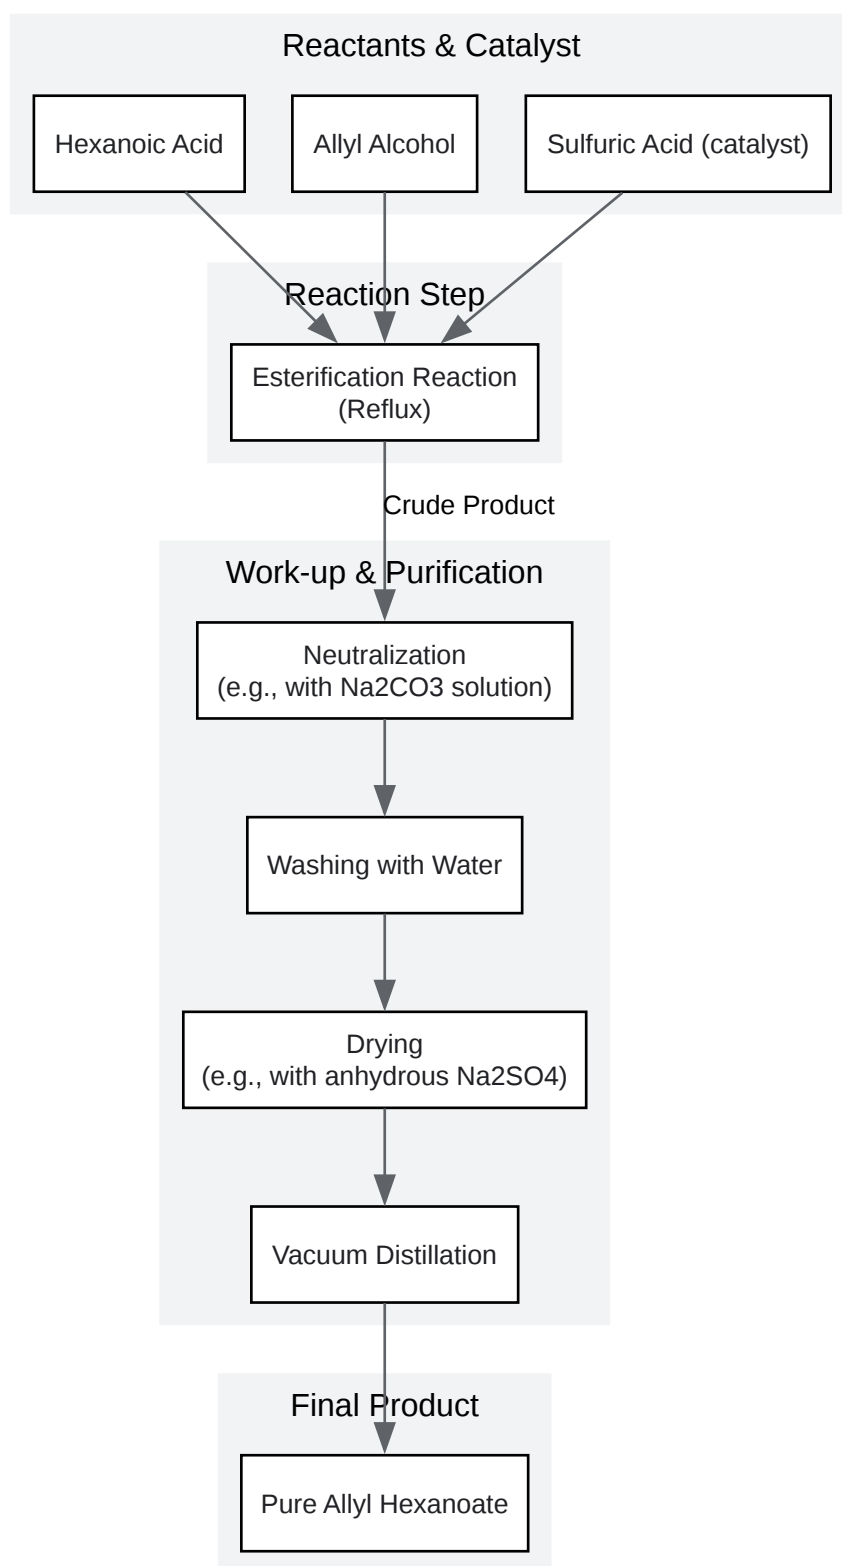 Reactants & Catalyst
Hexanoic Acid
Allyl Alcohol
Sulfuric Acid (catalyst)
Reaction Step
Esterification Reaction
(Reflux)
Crude Product
Work-up & Purification
Neutralization
(e.g., with Na2CO3 solution)
Washing with Water
Drying
(e.g., with anhydrous Na2SO4)
Vacuum Distillation
Final Product
Pure Allyl Hexanoate